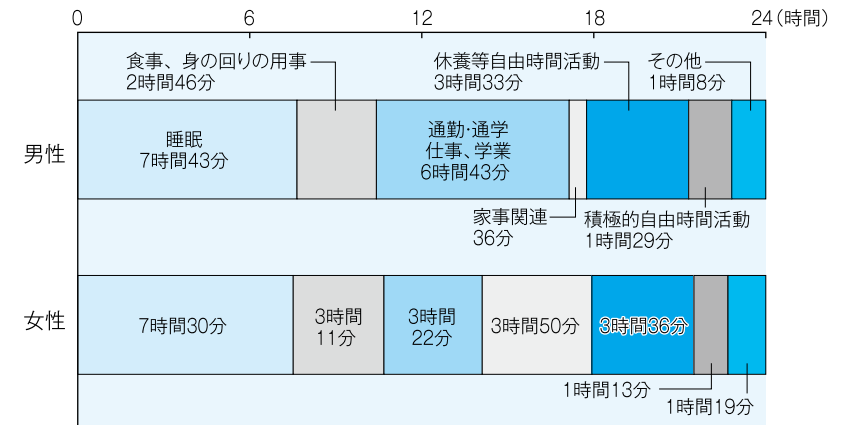 0 6 12 18 24(時間)
食事、身の回りの用事
2時間46分
休養等自由時間活動
3時間33分
その他
1時間8分
男性
睡眠
7時間43分
通勤・通学
仕事、学業
6時間43分
家事関連
36分
積極的自由時間活動
1時間29分
女性
7時間30分
3時間
11分
3時間
22分
3時間50分
3時間36分
1時間13分
1時間19分